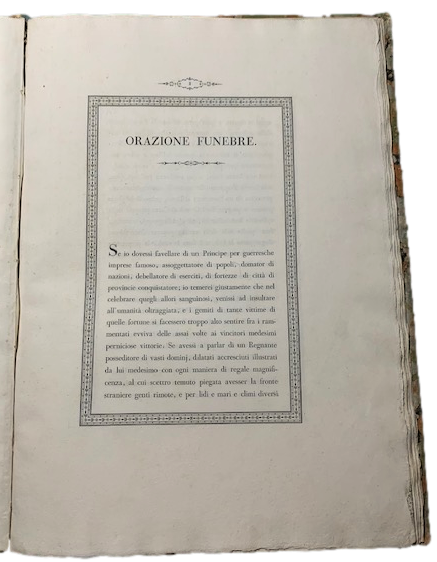 ORAZIONE FUNEBRE.
Se io dovessi favellare di un Principe per guerresche
imprese famoso, assoggettatore di popoli, domator di
nazioni, debellatore di eserciti, di fortezze di città di
provincie conquistatore; io temerei giustamente che nel
celebrare quegli allori sanguinosi, venissi ad insultare
all'umanità oltraggiata, e i gemiti di tante vittime di
quelle fortune si facessero troppo alto sentire fra i ram-
mentati evviva delle assai volte ai vincitori medesimi
perniciose vittorie. Se avessi a parlar di un Regnante
posseditore di vasti dominj, dilatati accresciuti illustrati
da lui medesimo con ogni maniera di regale magnifi-
cenza, al cui scettro temuto piegata avesser la fronte
straniere genti rimote, e per lidi e mari e climi diversi